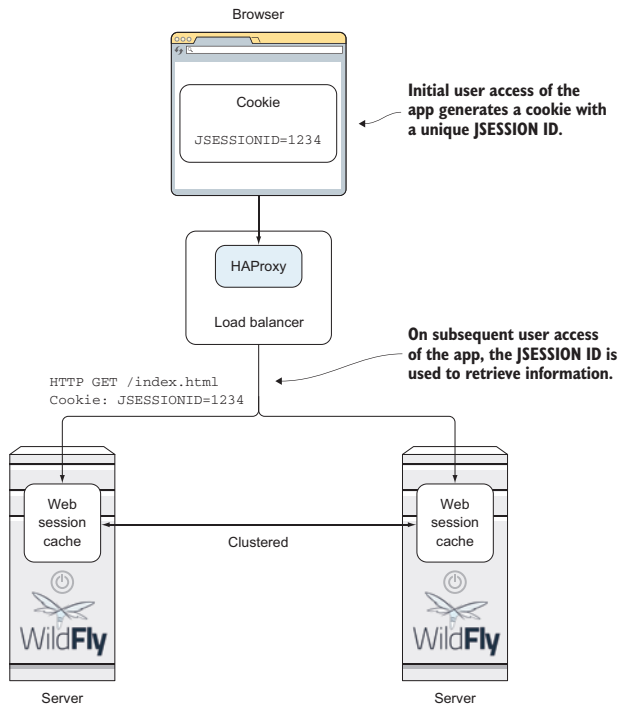 Browser
Cookie
JSESSIONID=1234
Initial user access of the
app generates a cookie with
a unique JSESSION ID.
HAProxy
Load balancer
On subsequent user access
of the app, the JSESSION ID is
used to retrieve information.
HTTP GET /index.html
Cookie: JSESSIONID=1234
Web
session
cache
Clustered
Web
session
cache
WildFly
WildFly
Server
Server